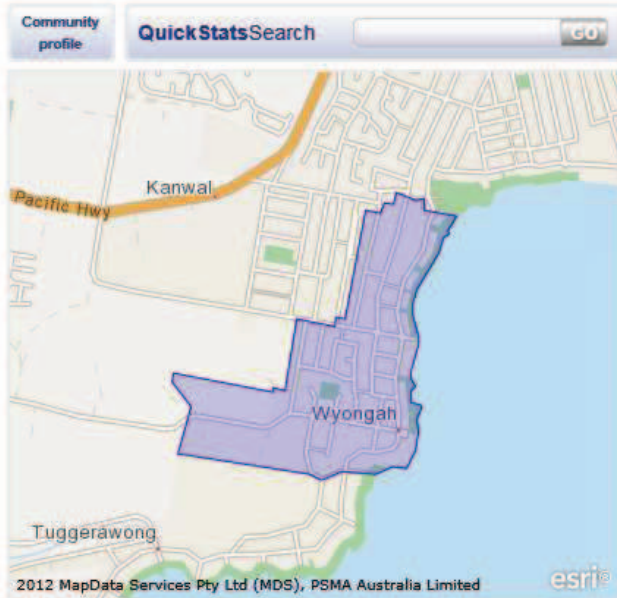 Community
profile
QuickStatsSearch
GO
Kanwal
Pacific Hwy
Wyongah
Tuggerawong
2012 MapData Services Pty Ltd (MDS), PSMA Australia Limited
esri®